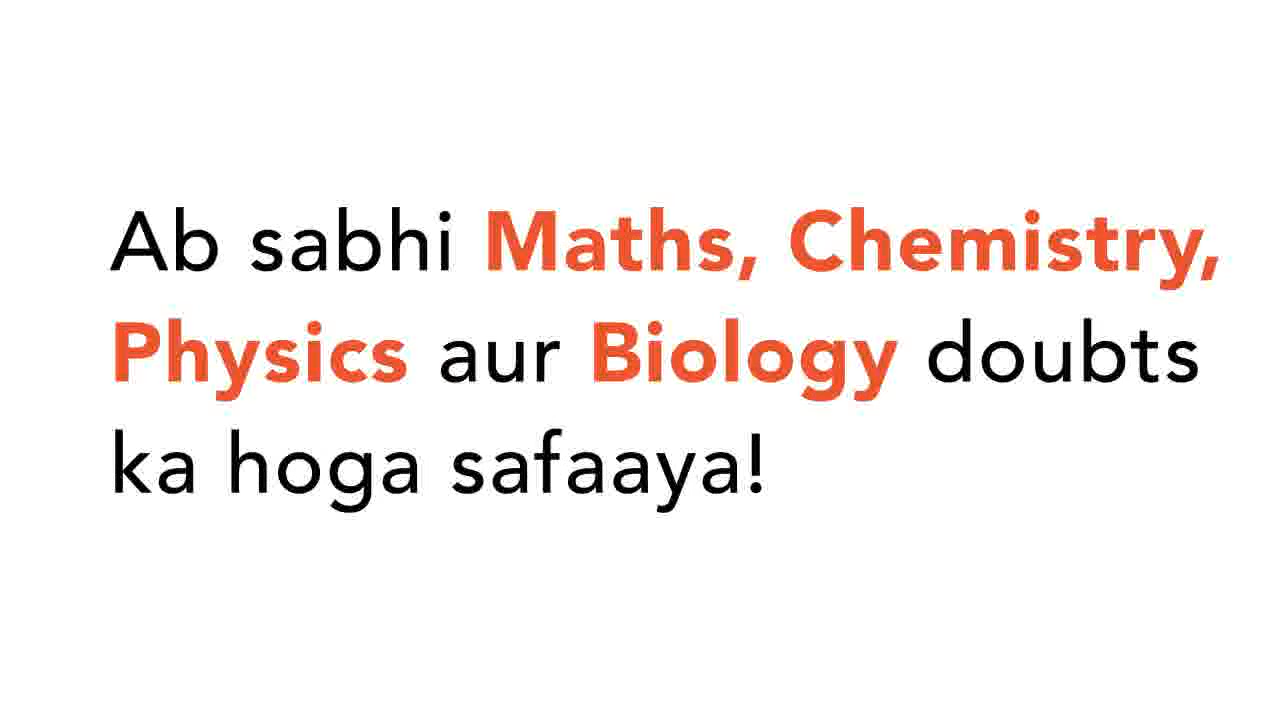 Ab sabhi Maths, Chemistry,
Physics aur Biology doubts
ka hoga safaaya!